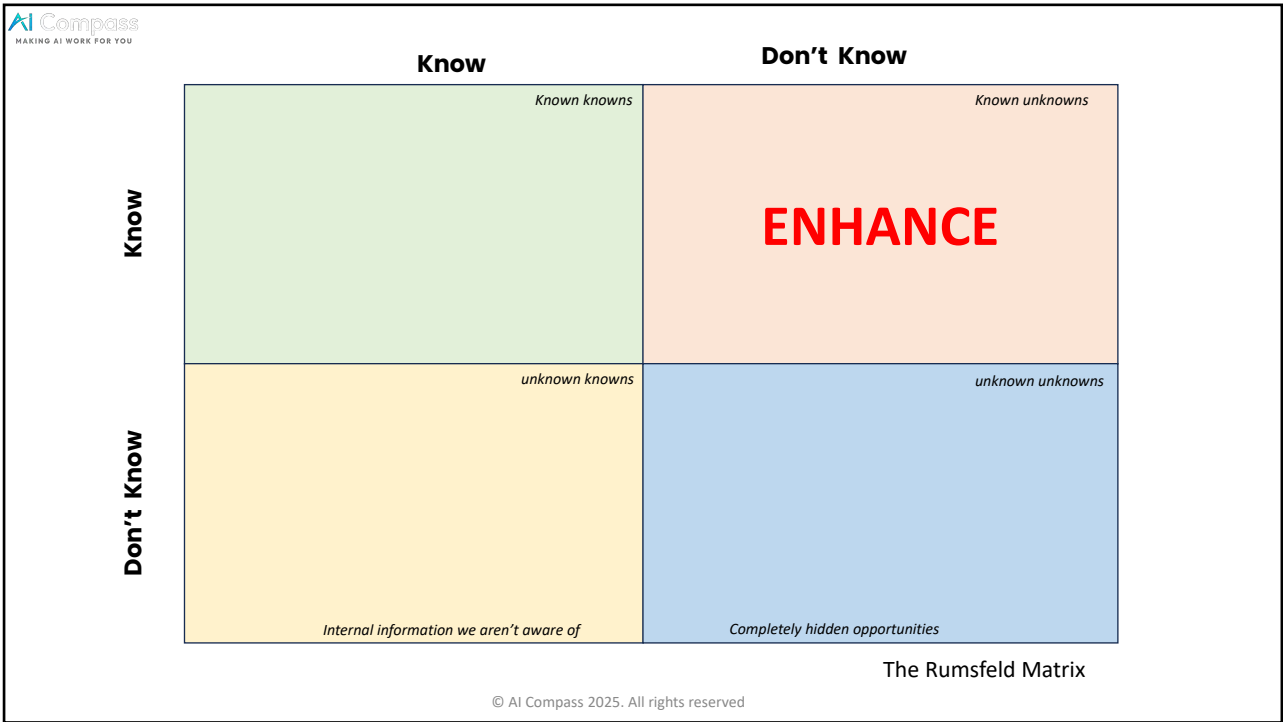 AI Compass
MAKING AI WORK FOR YOU
Know
Don't Know
Know
Known knowns
Known unknowns
ENHANCE
Don't Know
unknown knowns
unknown unknowns
Internal information we aren't aware of
Completely hidden opportunities
The Rumsfeld Matrix
© AI Compass 2025. All rights reserved